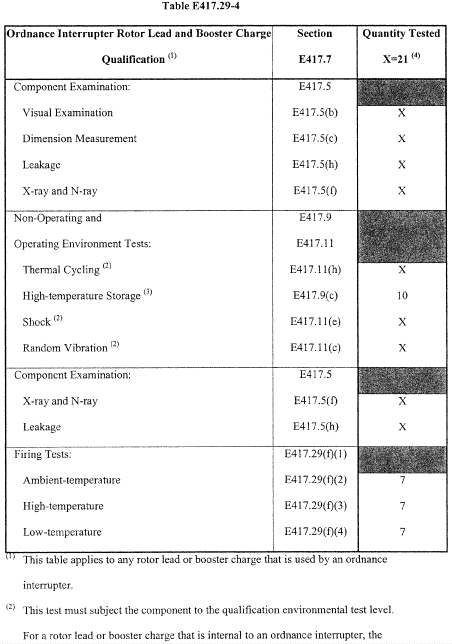 Table E417.29-4
Ordnance Interrupter Rotor Lead and Booster Charge Section Quantity Tested
Qualification (1) E417.7 X=21 (4)
Component Examination: E417.5
Visual Examination E417.5(b) X
Dimension Measurement E417.5(c) X
Leakage E417.5(h) X
X-ray and N-ray E417.5(f) X
Non-Operating and E417.9
Operating Environment Tests: E417.11
Thermal Cycling (2) E417.11(h) X
High-temperature Storage (3) E417.9(c) 10
Shock (2) E417.11(e) X
Random Vibration (2) E417.11(c) X
Component Examination: E417.5
X-ray and N-ray E417.5(f) X
Leakage E417.5(h) X
Firing Tests: E417.29(f)(1)
Ambient-temperature E417.29(f)(2) 7
High-temperature E417.29(f)(3) 7
Low-temperature E417.29(f)(4) 7
(1) This table applies to any rotor lead or booster charge that is used by an ordnance
interrupter.
(2) This test must subject the component to the qualification environmental test level.
For a rotor lead or booster charge that is internal to an ordnance interrupter, the